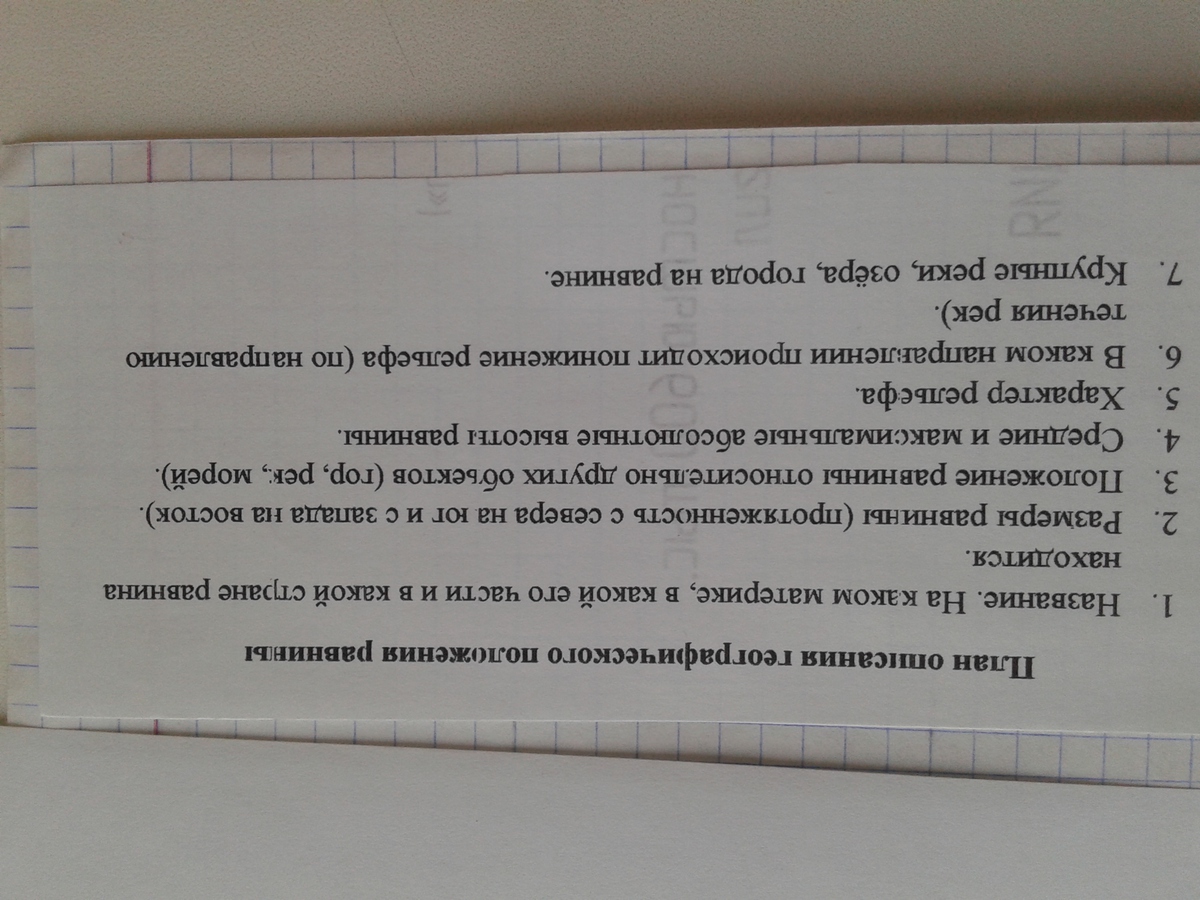 План описания географического положения равнины
1. Название. На каком материке, в какой его части и в какой стране равнина
находится.
2. Размеры равнины (протяженность с севера на юг и с запада на восток).
3. Положение равнины относительно других объектов (гор, рек, морей).
4. Средние и максимальные абсолютные высоты равнины.
5. Характер рельефа.
6. В каком направлении происходит понижение рельефа (по направлению
течения рек).
7. Крупные реки, озёра, города на равнине.